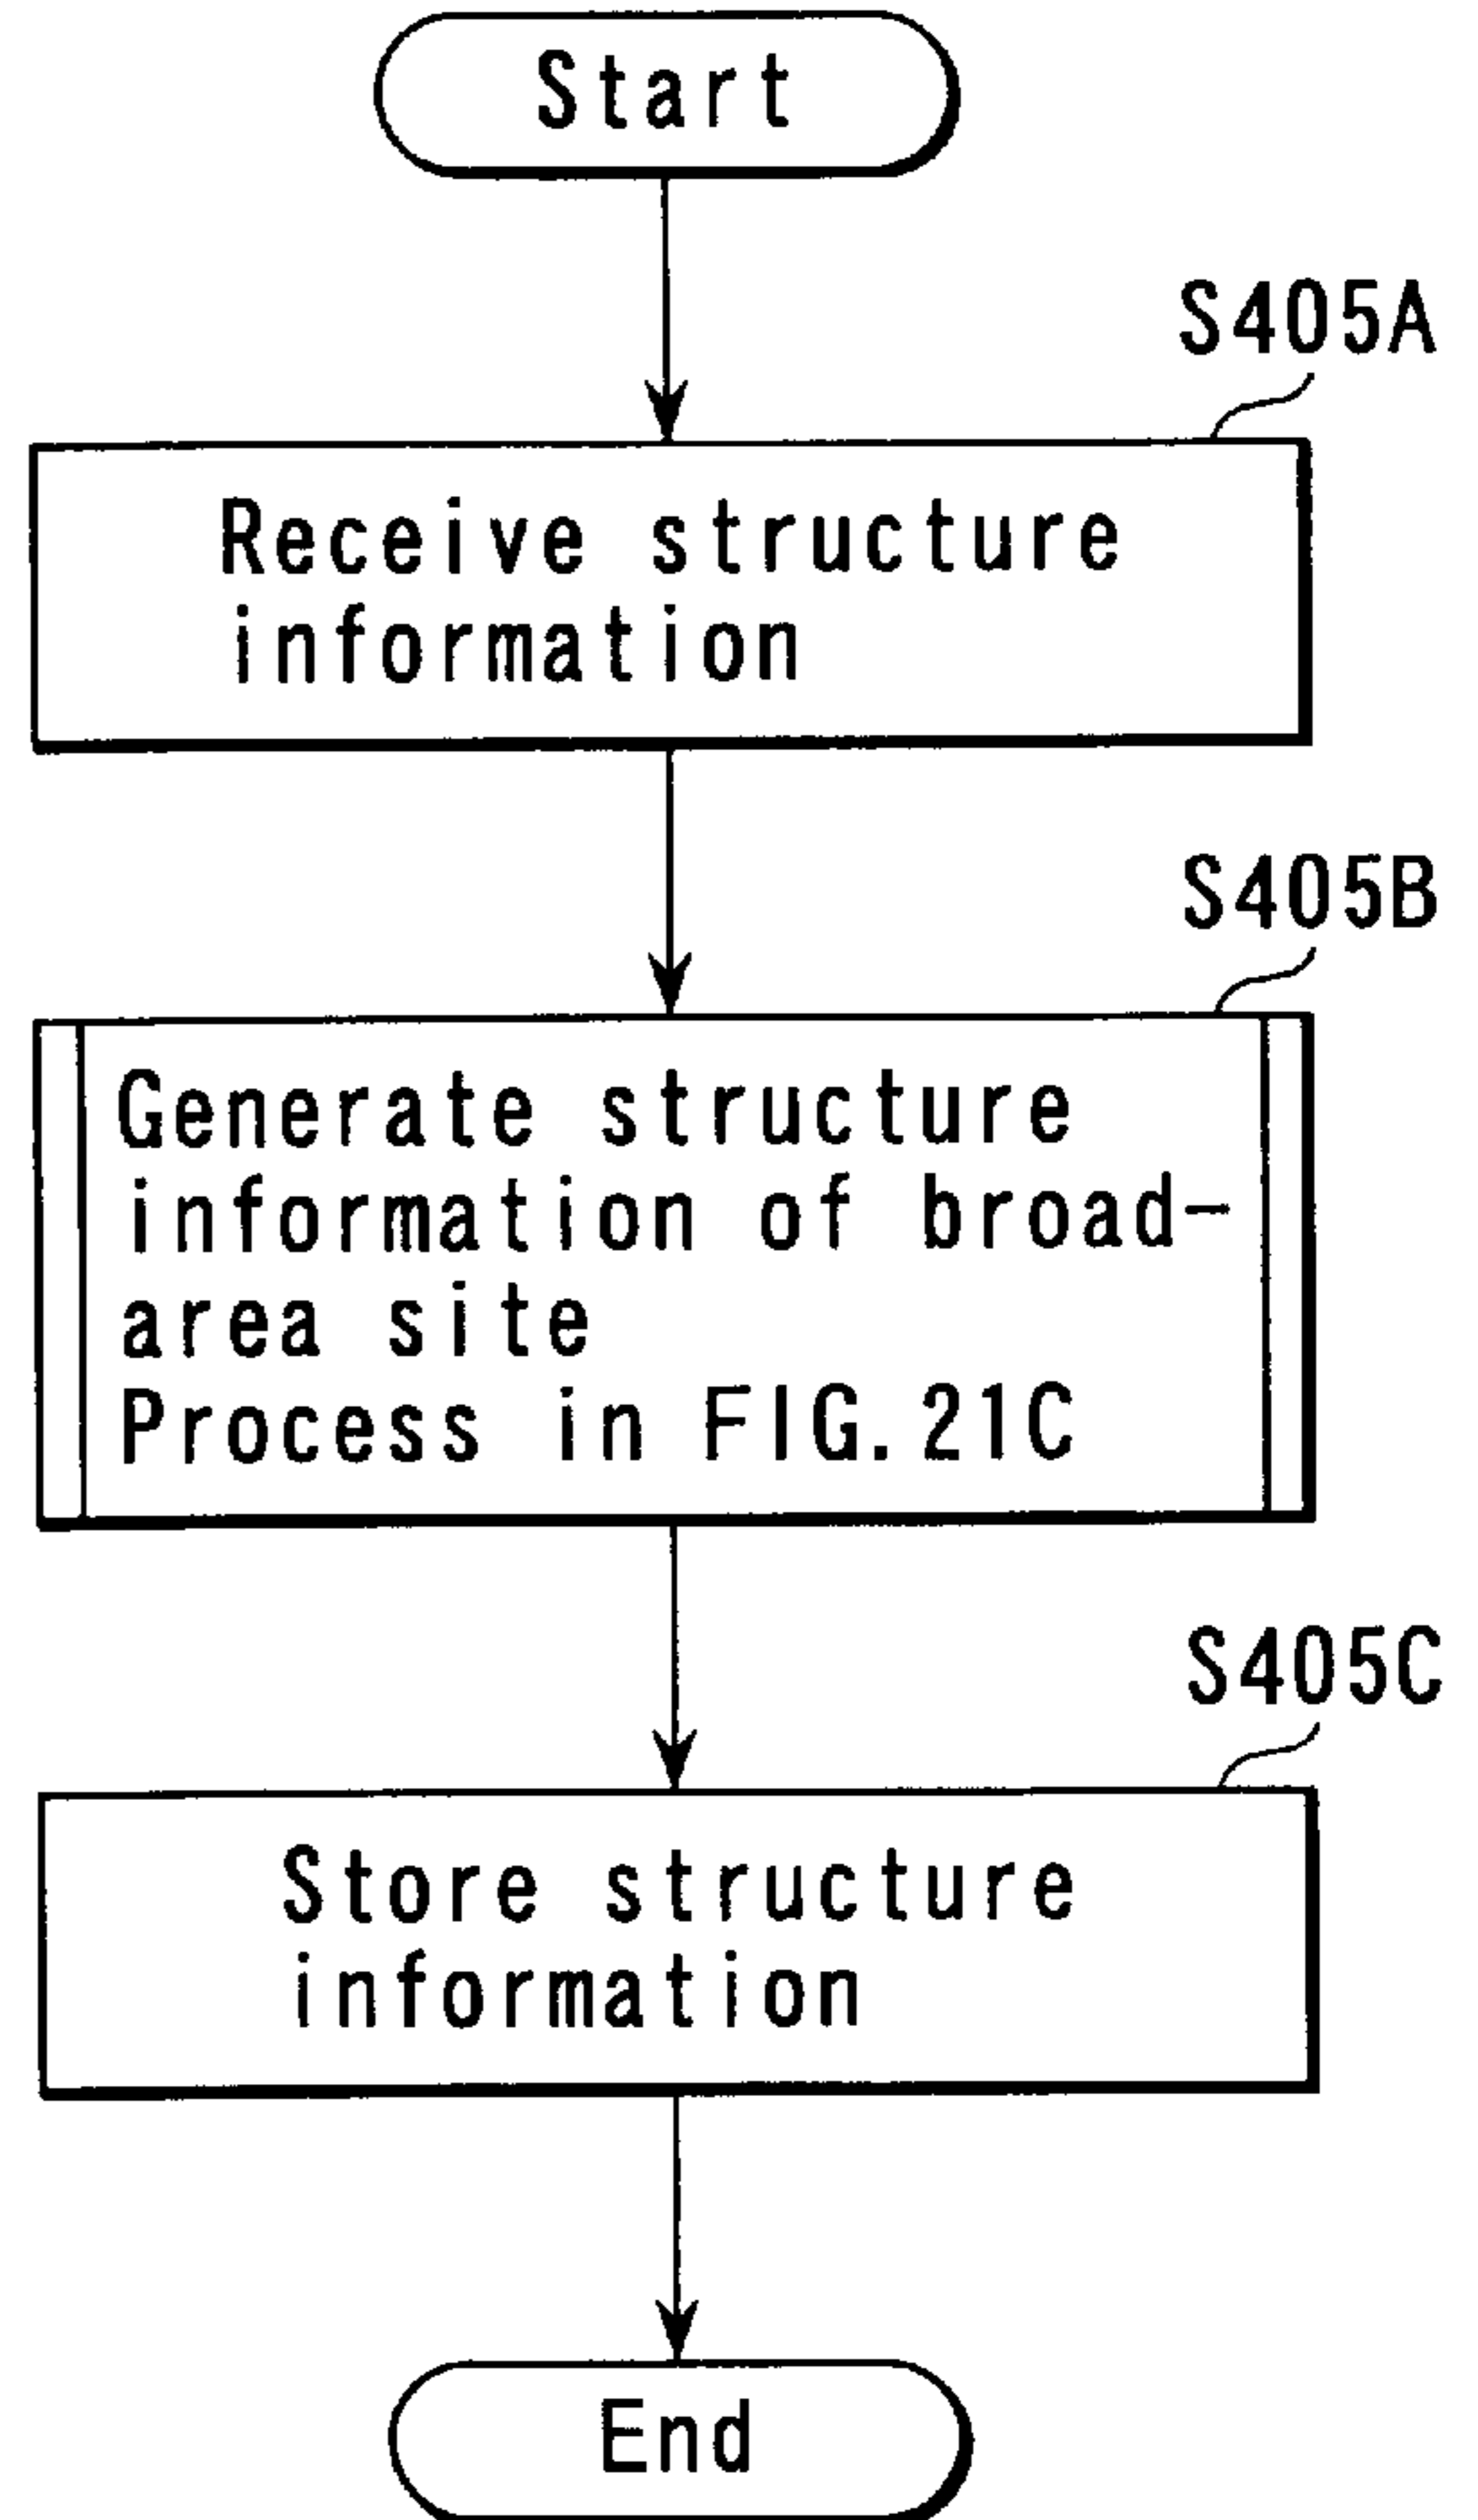 Start
S405A
Receive structure
information
S405B
Generate structure
information of broad-
area site
Process in FIG.21C
S405C
Store structure
information
End